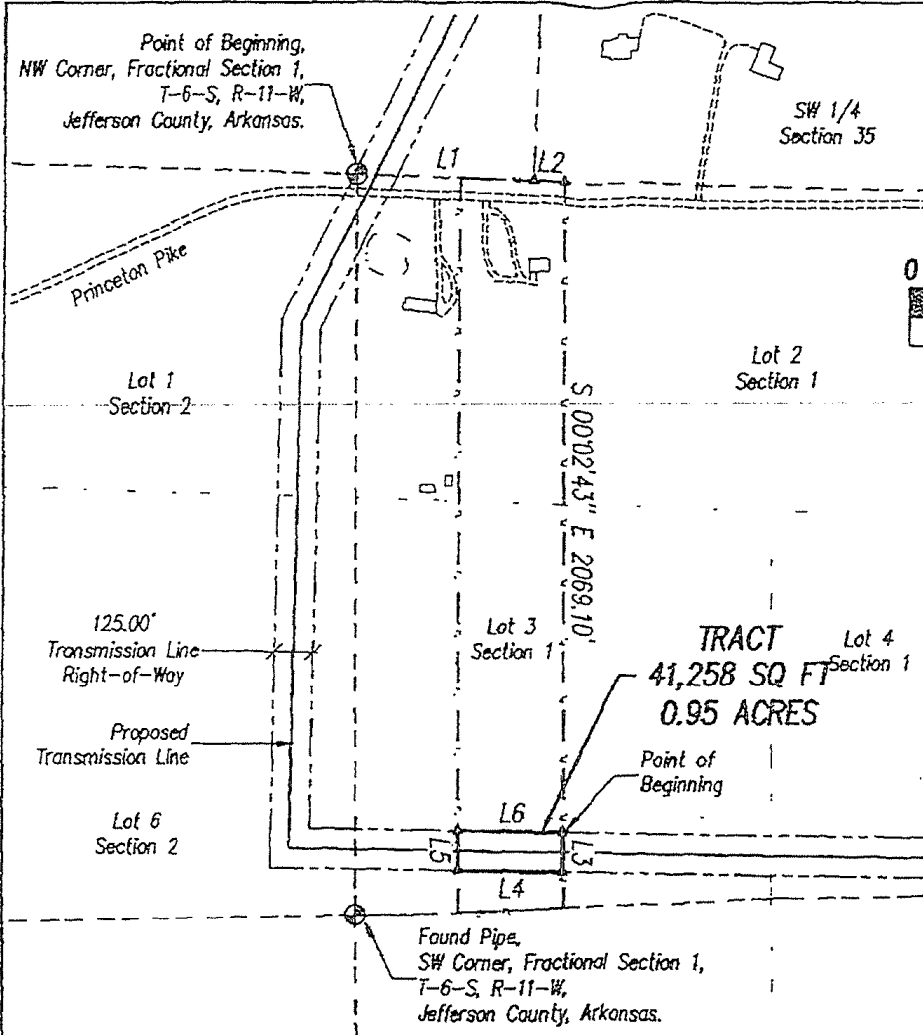 Point of Beginning,
NW Corner, Fractional Section 1,
T-6-S, R-11-W,
Jefferson County, Arkansas.
SW 1/4
Section 35
L1
L2
Princeton Pike
0
Lot 1
Section 2
Lot 2
Section 1
S 00°02'43" E 2069.10'
125.00'
Transmission Line
Right-of-Way
Lot 3
Section 1
TRACT
41,258 SQ FT
0.95 ACRES
Lot 4
Section 1
Proposed
Transmission Line
Point of
Beginning
Lot 6
Section 2
L6
L5
L3
L4
Found Pipe,
SW Corner, Fractional Section 1,
T-6-S, R-11-W,
Jefferson County, Arkansas.